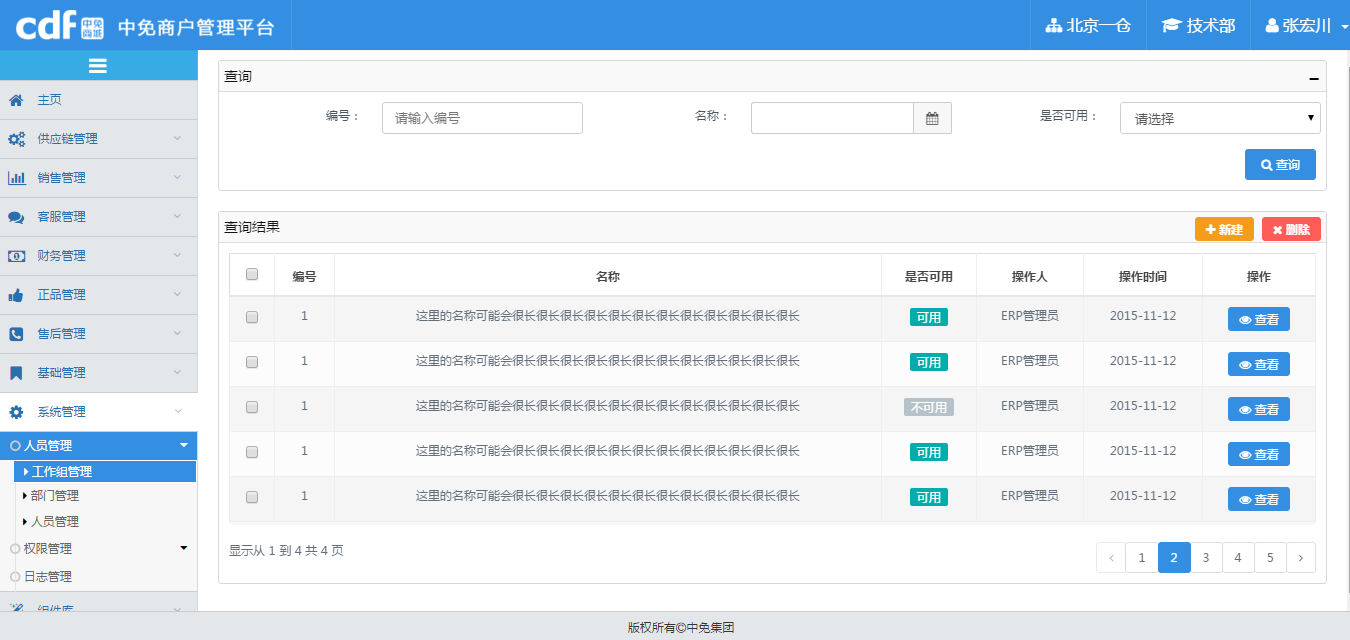 cdf 中免商城 中免商户管理平台 北京一仓 技术部 张宏川
主页
供应链管理
销售管理
客服管理
财务管理
正品管理
售后管理
基础管理
系统管理
人员管理
工作组管理
部门管理
人员管理
权限管理
日志管理
组件库
查询
编号： 请输入编号 名称： 是否可用： 请选择
查询
查询结果 新建 删除
编号 名称 是否可用 操作人 操作时间 操作
1 这里的名称可能会很长很长很长很长很长很长很长很长很长很长很长很长 可用 ERP管理员 2015-11-12 查看
1 这里的名称可能会很长很长很长很长很长很长很长很长很长很长很长很长 可用 ERP管理员 2015-11-12 查看
1 这里的名称可能会很长很长很长很长很长很长很长很长很长很长很长很长 不可用 ERP管理员 2015-11-12 查看
1 这里的名称可能会很长很长很长很长很长很长很长很长很长很长很长很长 可用 ERP管理员 2015-11-12 查看
1 这里的名称可能会很长很长很长很长很长很长很长很长很长很长很长很长 可用 ERP管理员 2015-11-12 查看
显示从 1 到 4 共 4 页 ‹ 1 2 3 4 5 ›
版权所有©中免集团